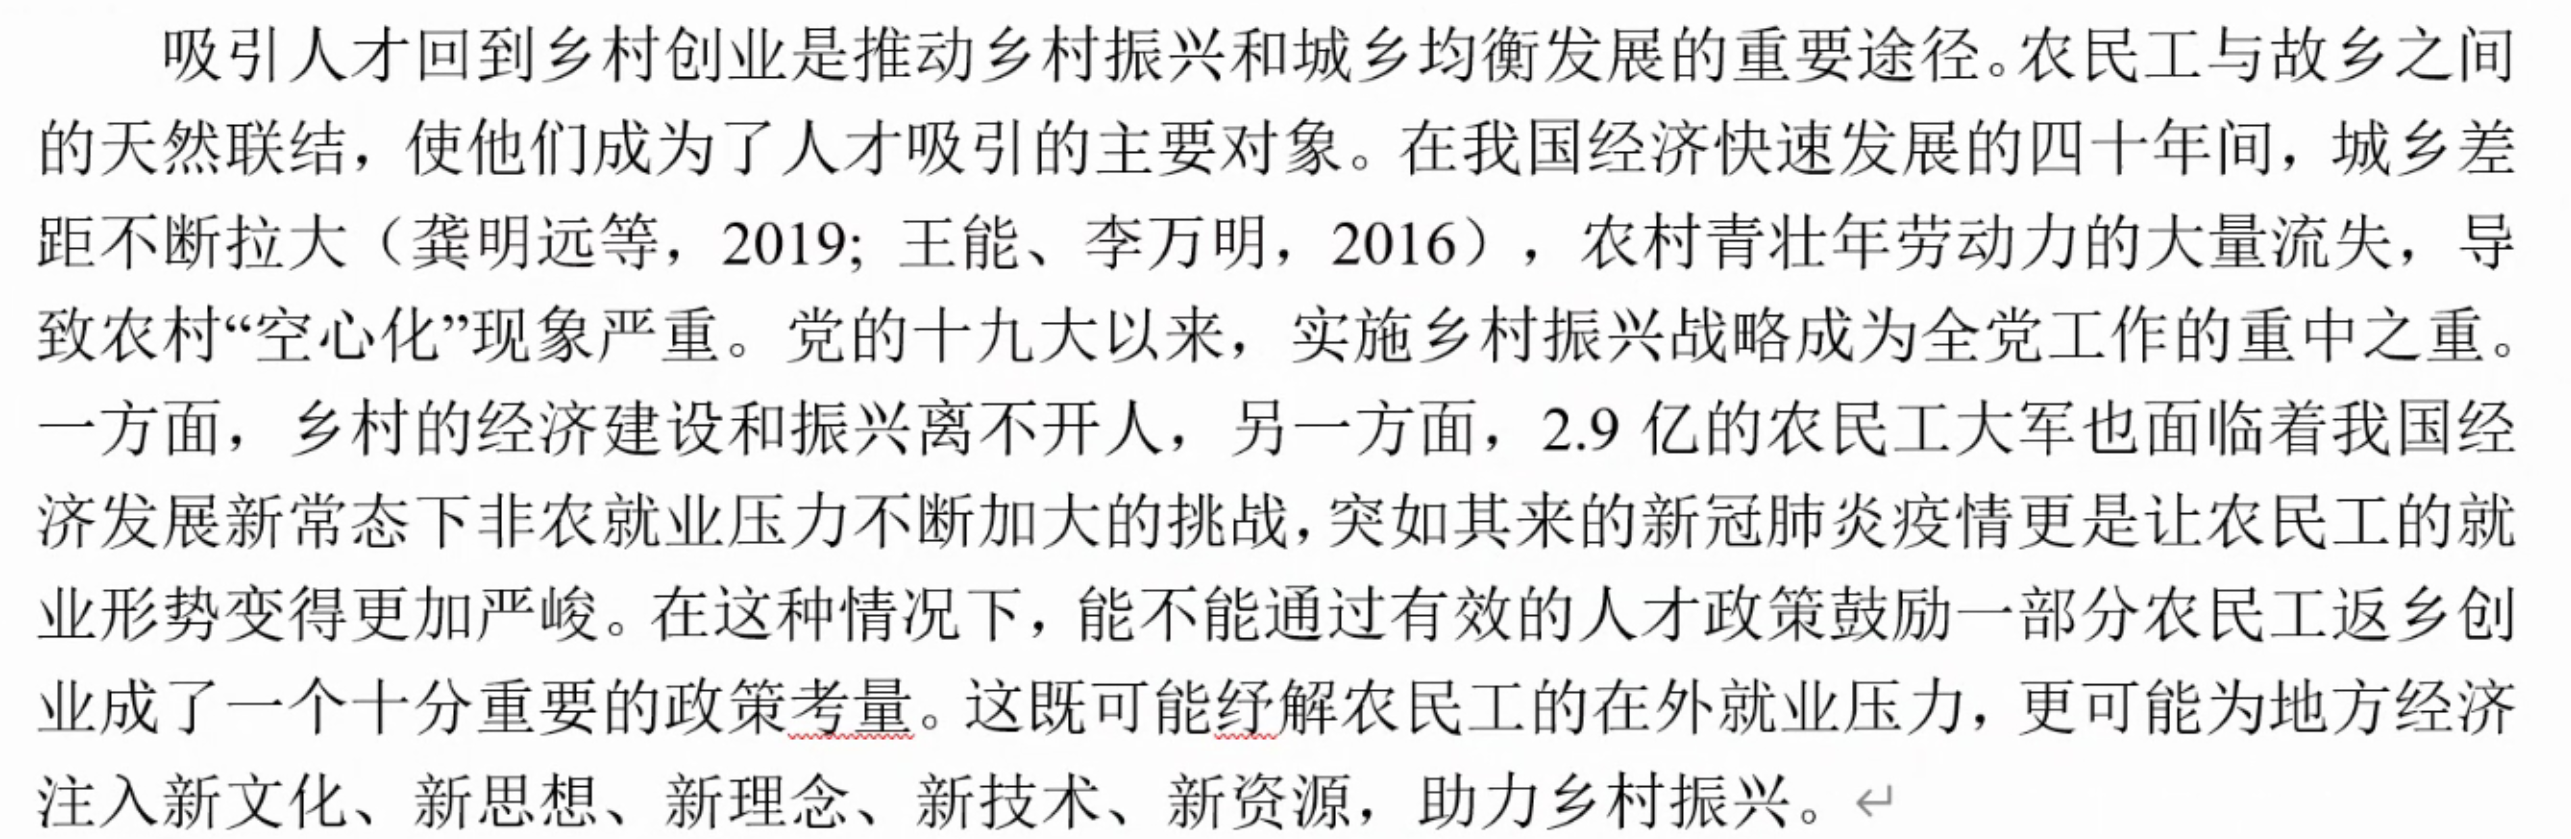 吸引人才回到乡村创业是推动乡村振兴和城乡均衡发展的重要途径。农民工与故乡之间
的天然联结，使他们成为了人才吸引的主要对象。在我国经济快速发展的四十年间，城乡差
距不断拉大（龚明远等，2019; 王能、李万明，2016），农村青壮年劳动力的大量流失，导
致农村“空心化”现象严重。党的十九大以来，实施乡村振兴战略成为全党工作的重中之重。
一方面，乡村的经济建设和振兴离不开人，另一方面，2.9 亿的农民工大军也面临着我国经
济发展新常态下非农就业压力不断加大的挑战，突如其来的新冠肺炎疫情更是让农民工的就
业形势变得更加严峻。在这种情况下，能不能通过有效的人才政策鼓励一部分农民工返乡创
业成了一个十分重要的政策考量。这既可能纾解农民工的在外就业压力，更可能为地方经济
注入新文化、新思想、新理念、新技术、新资源，助力乡村振兴。↵